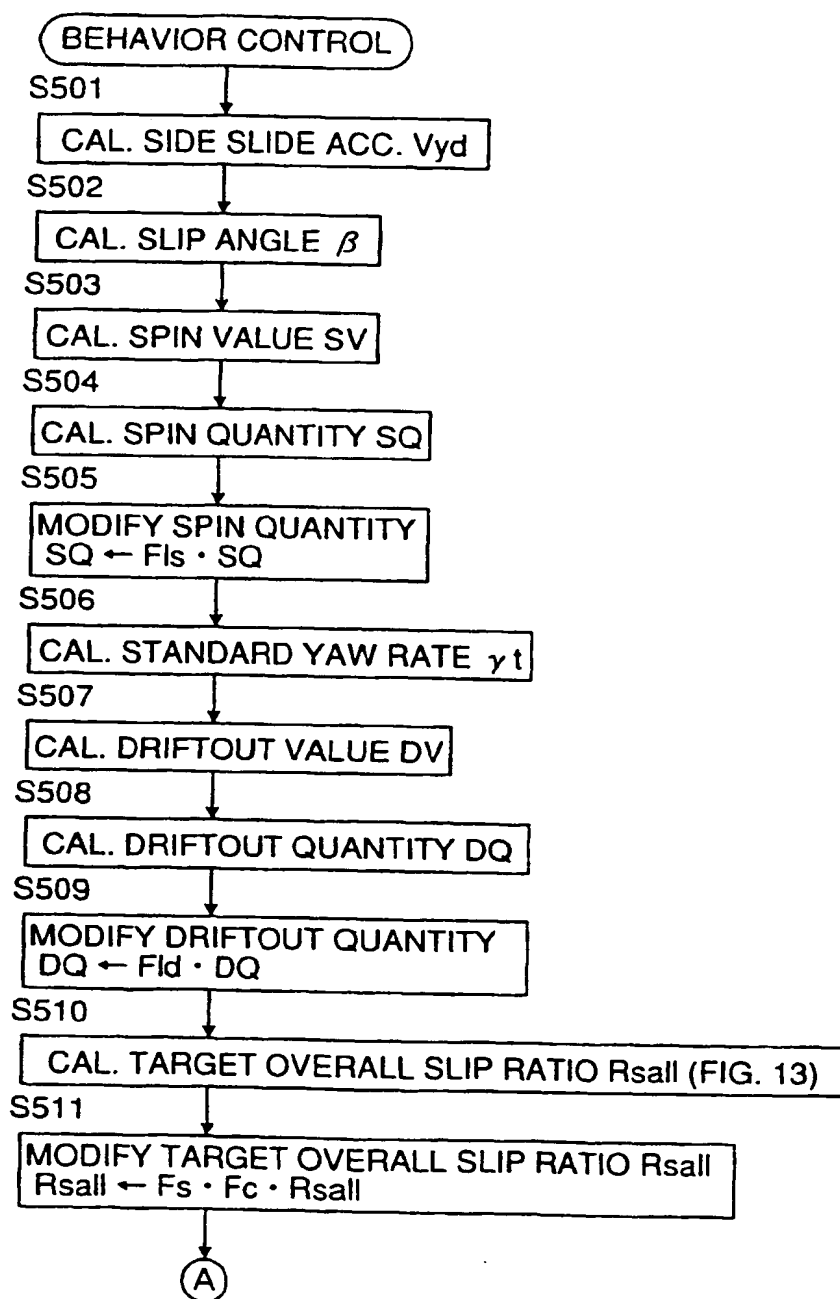 BEHAVIOR CONTROL
S501
CAL. SIDE SLIDE ACC. Vyd
S502
CAL. SLIP ANGLE β
S503
CAL. SPIN VALUE SV
S504
CAL. SPIN QUANTITY SQ
S505
MODIFY SPIN QUANTITY
SQ ← Fls · SQ
S506
CAL. STANDARD YAW RATE γ t
S507
CAL. DRIFTOUT VALUE DV
S508
CAL. DRIFTOUT QUANTITY DQ
S509
MODIFY DRIFTOUT QUANTITY
DQ ← Fld · DQ
S510
CAL. TARGET OVERALL SLIP RATIO Rsall (FIG. 13)
S511
MODIFY TARGET OVERALL SLIP RATIO Rsall
Rsall ← Fs · Fc · Rsall
A